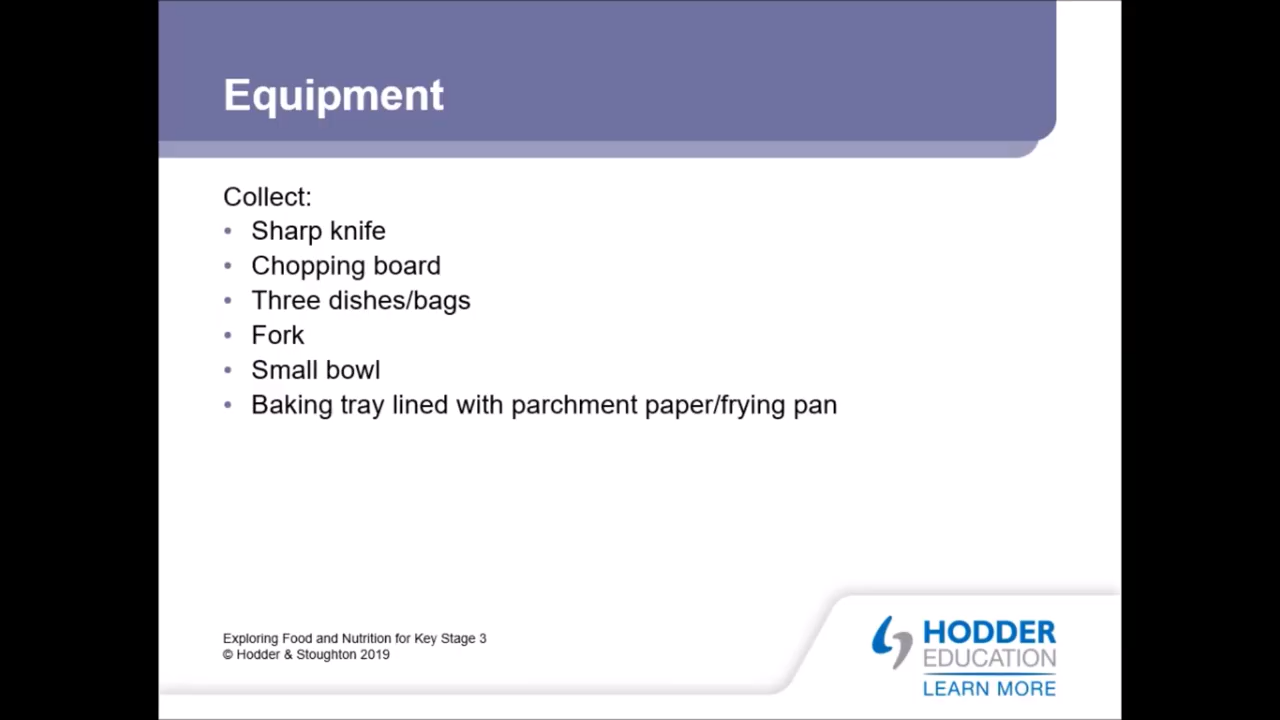 Equipment
Collect:
• Sharp knife
• Chopping board
• Three dishes/bags
• Fork
• Small bowl
• Baking tray lined with parchment paper/frying pan
Exploring Food and Nutrition for Key Stage 3
© Hodder & Stoughton 2019
HODDER
EDUCATION
LEARN MORE